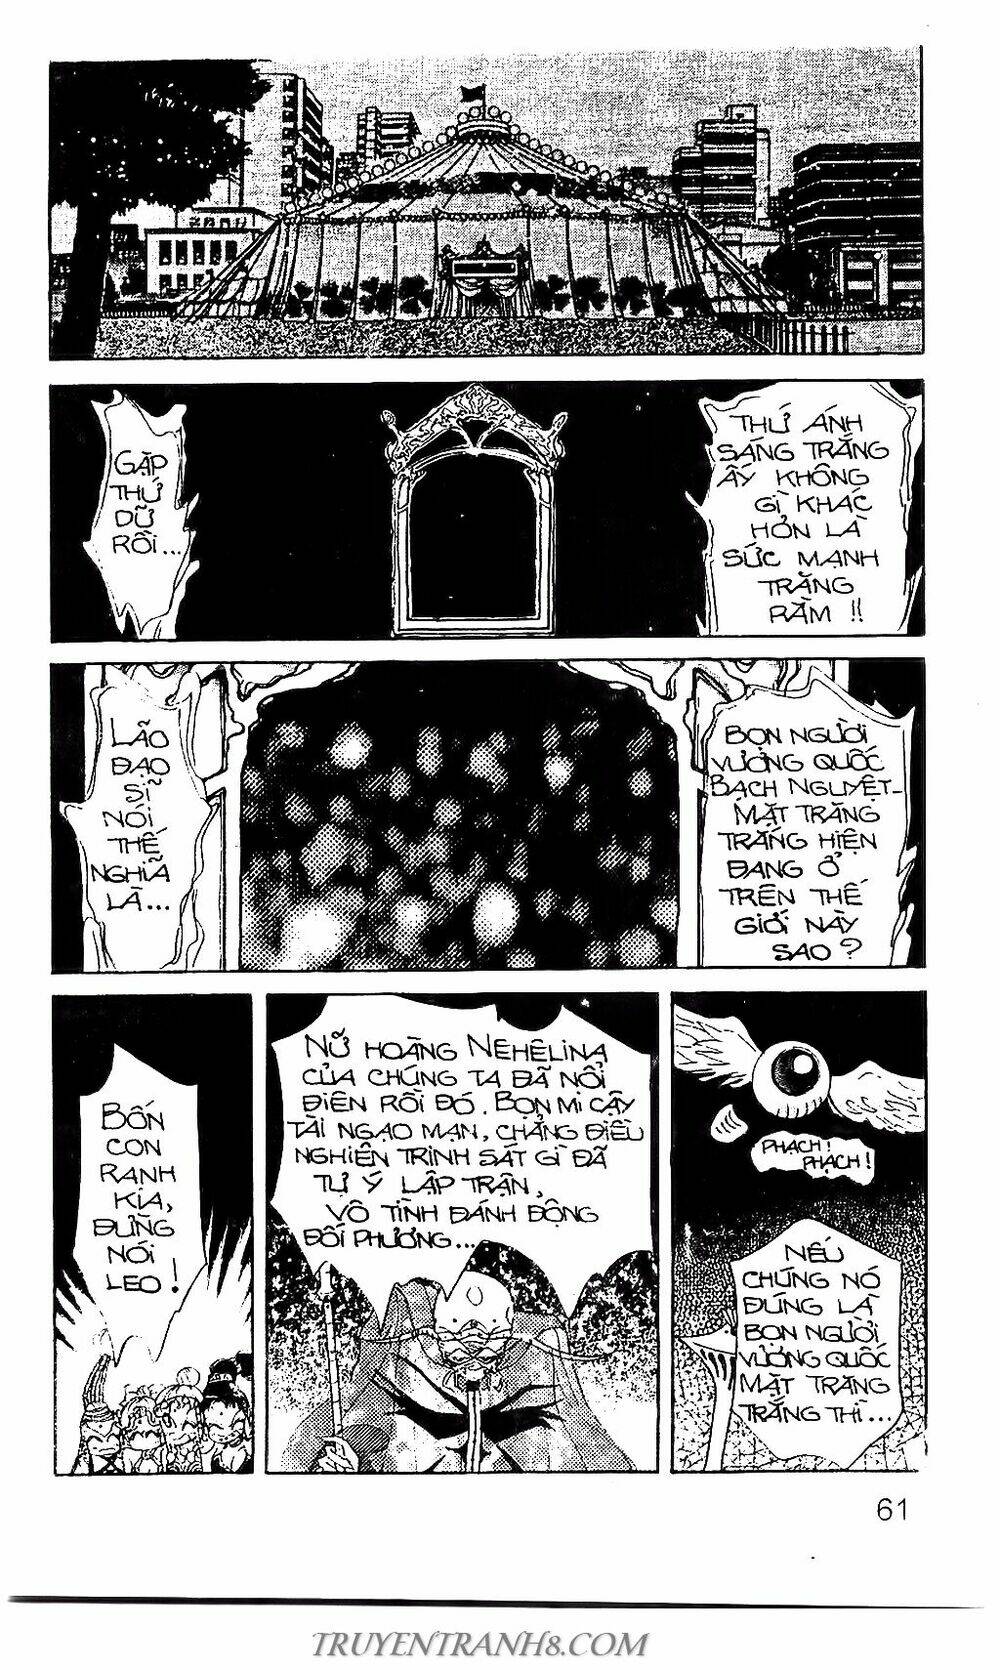 THỨ ÁNH
SÁNG TRĂNG
ẤY KHÔNG
GÌ KHÁC
HƠN LÀ
SỨC MẠNH
TRĂNG
RẰM !!
GẶP
THỨ
DỮ
RỒI...
BỌN NGƯỜI
VƯƠNG QUỐC
BẠCH NGUYỆT-
MẶT TRĂNG
TRẮNG HIỆN
ĐANG Ở
TRÊN THẾ
GIỚI NÀY
SAO?
LÃO
ĐẠO
SĨ
NÓI
THẾ
NGHĨA
LÀ...
PHẠCH!
PHẠCH!
NẾU
CHÚNG NÓ
ĐÚNG LÀ
BỌN NGƯỜI
VƯƠNG QUỐC
MẶT TRĂNG
TRẮNG THÌ...
NỮ HOÀNG NEHÊLINA
CỦA CHÚNG TA ĐÃ NỔI
ĐIÊN RỒI ĐÓ. BỌN MI CẬY
TÀI NGẠO MẠN, CHẲNG ĐIỀU
NGHIÊN TRINH SÁT GÌ ĐÃ
TỰ Ý LẬP TRẬN,
VÔ TÌNH ĐÁNH ĐỘNG
ĐỐI PHƯƠNG...
BỐN
CON
RANH
KIA,
ĐỪNG
NÓI
LEO!
61
TRUYENTRANH8.COM